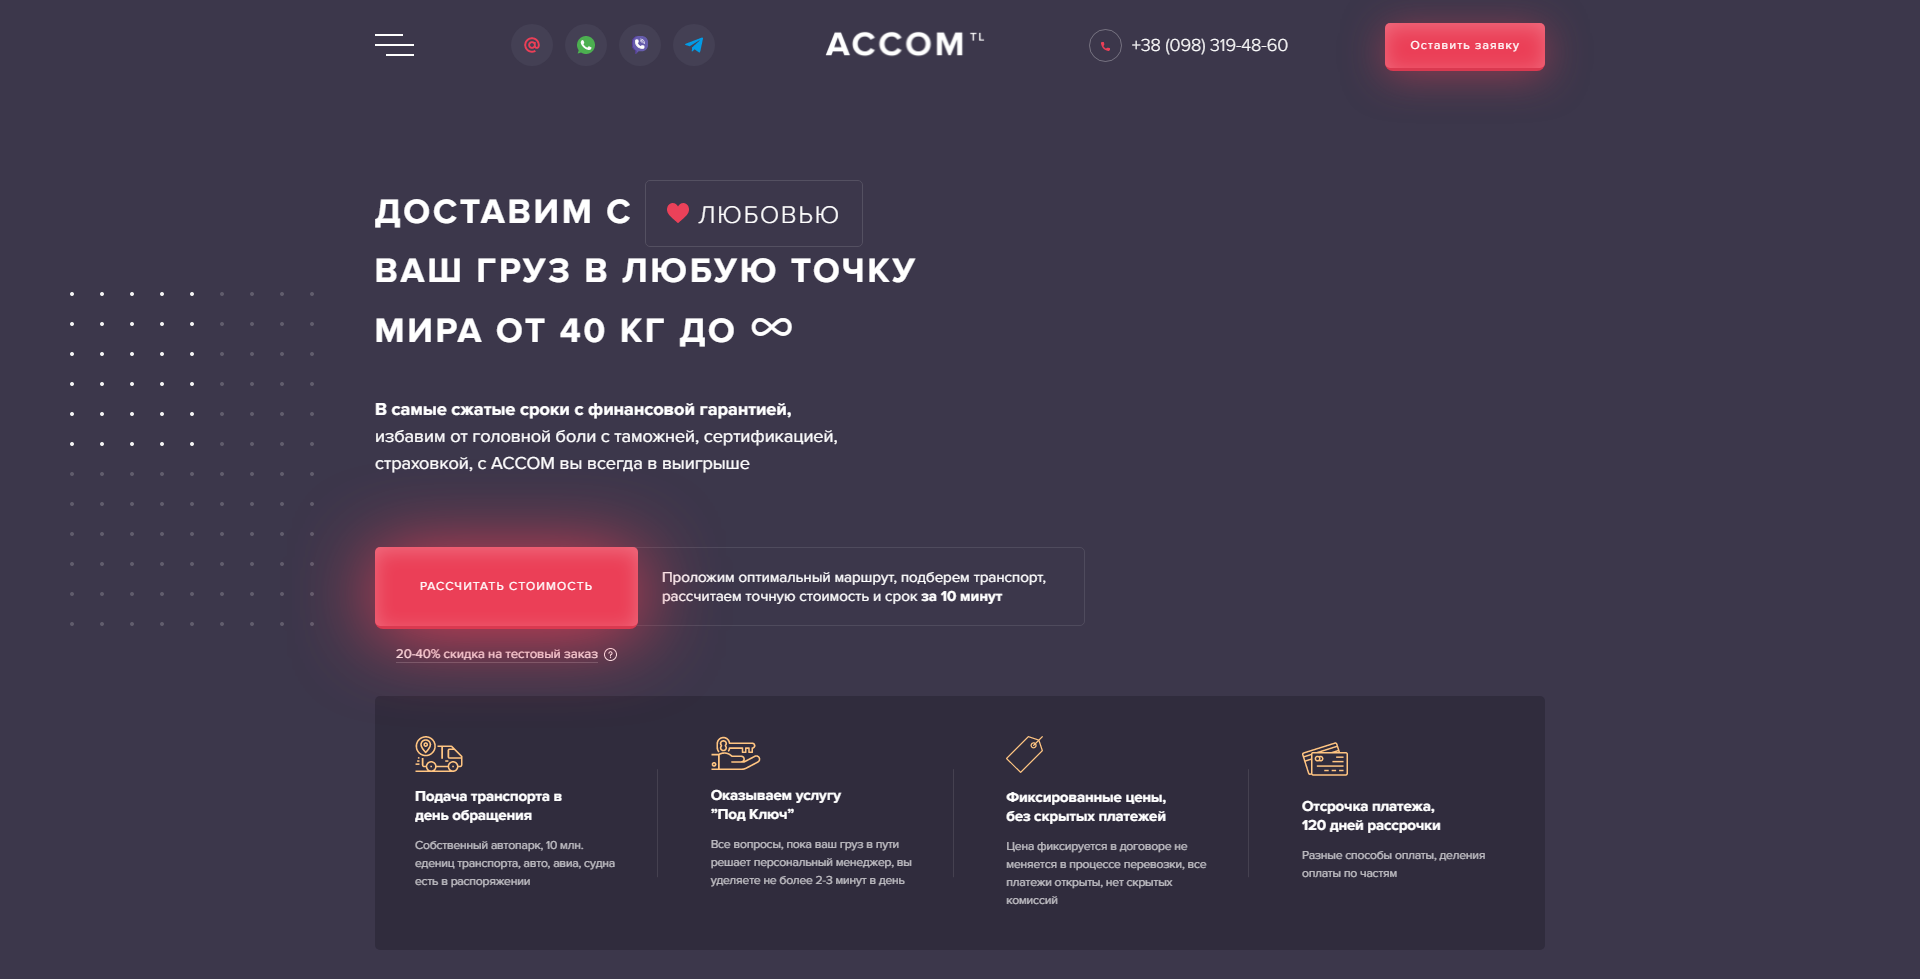 ACCOM TL
+38 (098) 319-48-60
Оставить заявку
ДОСТАВИМ С ЛЮБОВЬЮ
ВАШ ГРУЗ В ЛЮБУЮ ТОЧКУ
МИРА ОТ 40 КГ ДО ∞
В самые сжатые сроки с финансовой гарантией,
избавим от головной боли с таможней, сертификацией,
страховкой, с ACCOM вы всегда в выигрыше
РАССЧИТАТЬ СТОИМОСТЬ
Проложим оптимальный маршрут, подберем транспорт,
рассчитаем точную стоимость и срок за 10 минут
20-40% скидка на тестовый заказ ?
Подача транспорта в
день обращения
Собственный автопарк, 10 млн.
едениц транспорта, авто, авиа, судна
есть в распоряжении
Оказываем услугу
”Под Ключ”
Все вопросы, пока ваш груз в пути
решает персональный менеджер, вы
уделяете не более 2-3 минут в день
Фиксированные цены,
без скрытых платежей
Цена фиксируется в договоре не
меняется в процессе перевозки, все
платежи открыты, нет скрытых
комиссий
Отсрочка платежа,
120 дней рассрочки
Разные способы оплаты, деления
оплаты по частям